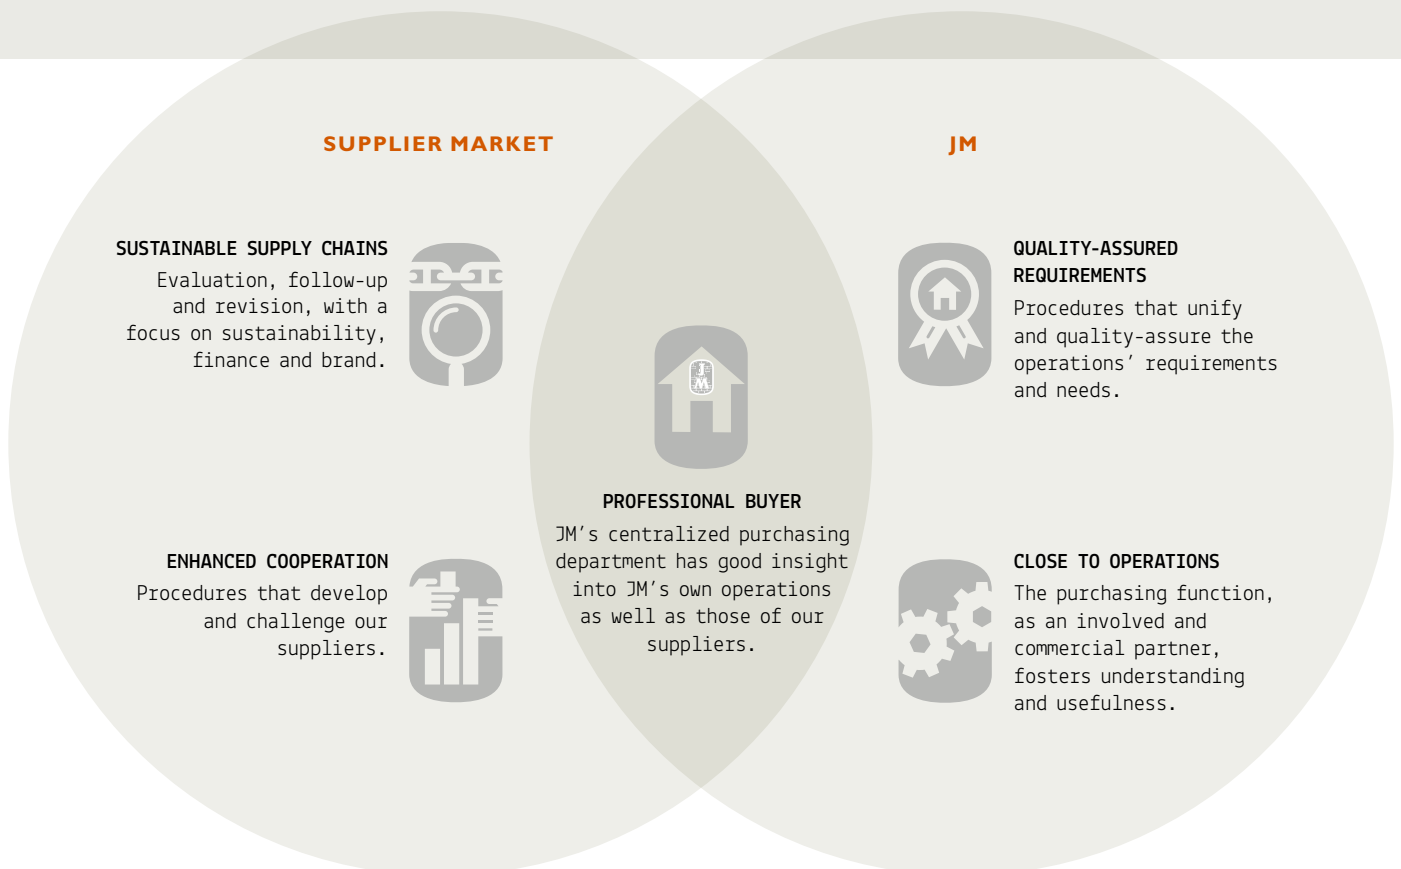 SUPPLIER MARKET
SUSTAINABLE SUPPLY CHAINS
Evaluation, follow-up
and revision, with a
focus on sustainability,
finance and brand.
ENHANCED COOPERATION
Procedures that develop
and challenge our
suppliers.
JM
PROFESSIONAL BUYER
JM’s centralized purchasing
department has good insight
into JM’s own operations
as well as those of our
suppliers.
JM
QUALITY-ASSURED
REQUIREMENTS
Procedures that unify
and quality-assure the
operations’ requirements
and needs.
CLOSE TO OPERATIONS
The purchasing function,
as an involved and
commercial partner,
fosters understanding
and usefulness.